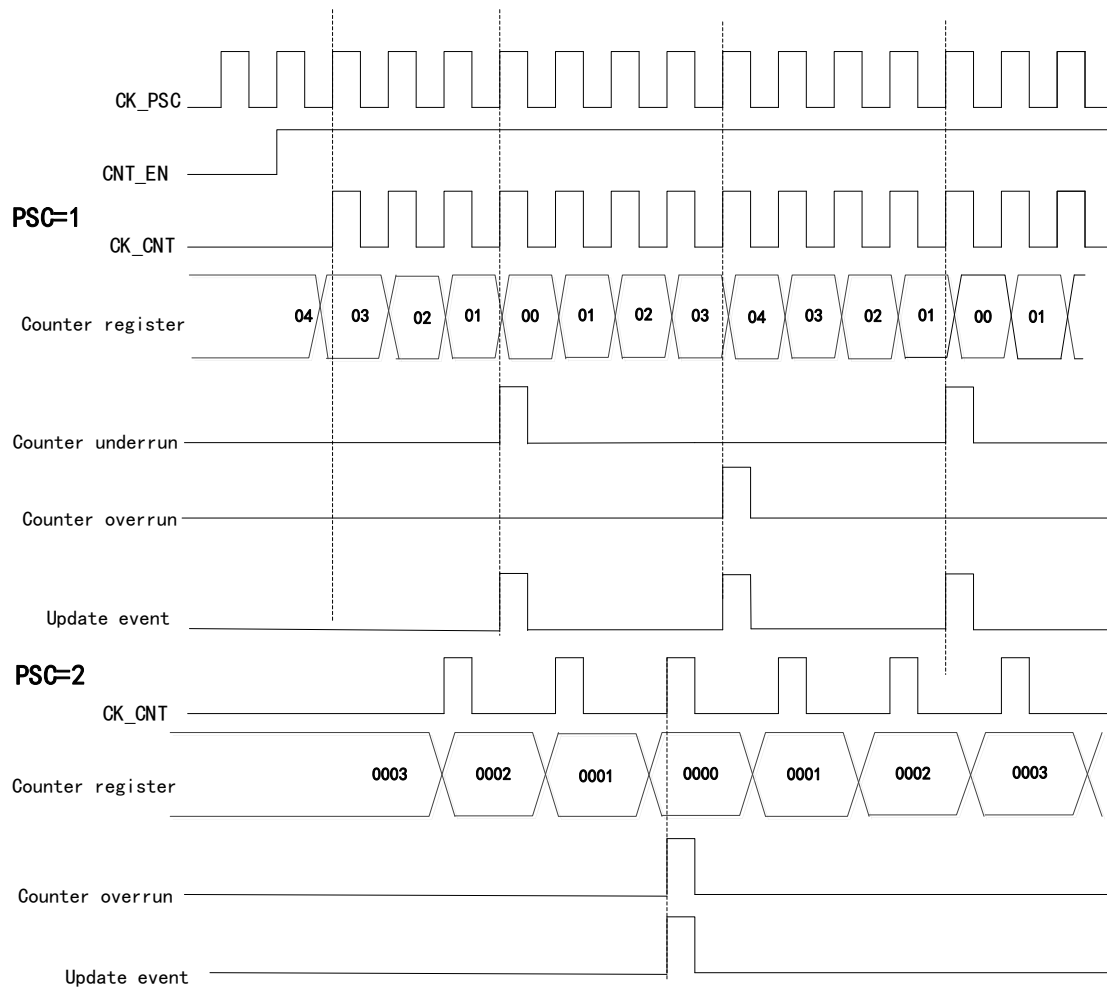 CK_PSC
CNT_EN
PSC=1
CK_CNT
Counter register 04 03 02 01 00 01 02 03 04 03 02 01 00 01
Counter underrun
Counter overrun
Update event
PSC=2
CK_CNT
Counter register 0003 0002 0001 0000 0001 0002 0003
Counter overrun
Update event